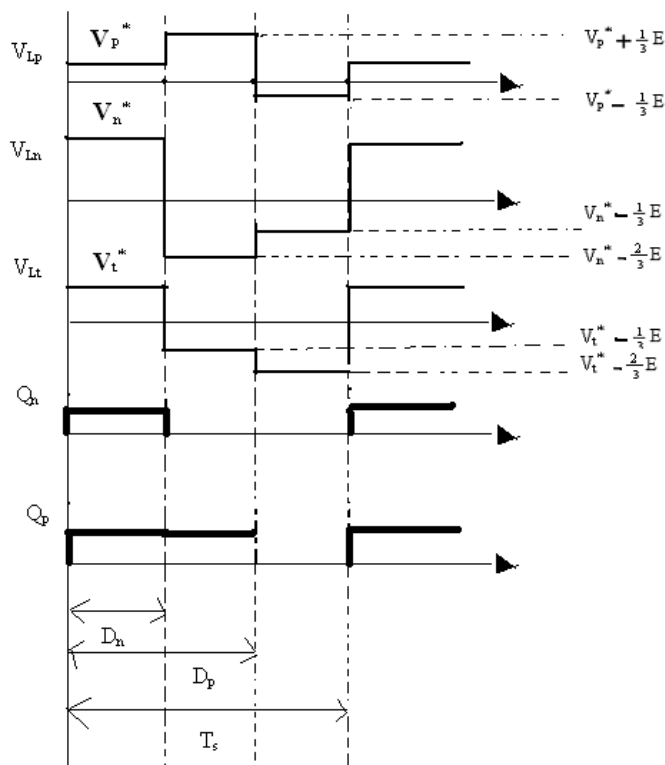 V_Lp
V_p*
V_p* + 1/3 E
V_p* - 1/3 E
V_n*
V_Ln
V_n* - 1/3 E
V_n* - 2/3 E
V_Lt
V_t*
V_t* - 1/3 E
V_t* - 2/3 E
Q_n
Q_p
D_n
D_p
T_s